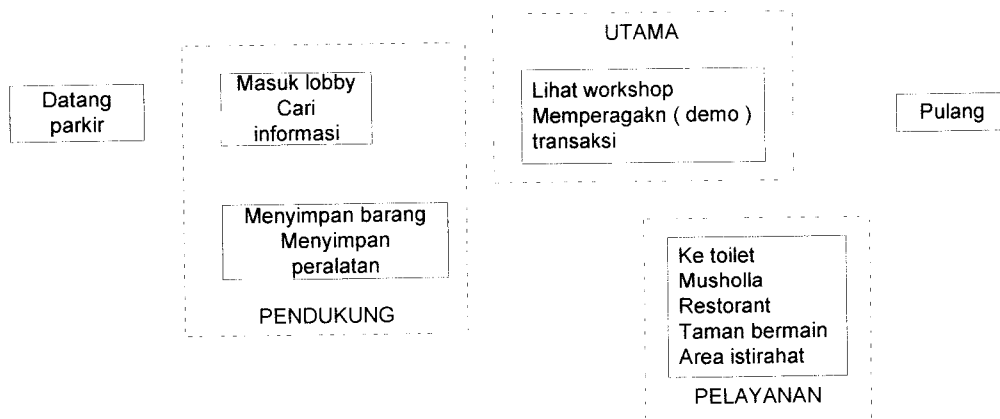 Datang
parkir
Masuk lobby
Cari
informasi
Menyimpan barang
Menyimpan
peralatan
PENDUKUNG
UTAMA
Lihat workshop
Memperagakn ( demo )
transaksi
Ke toilet
Musholla
Restorant
Taman bermain
Area istirahat
PELAYANAN
Pulang